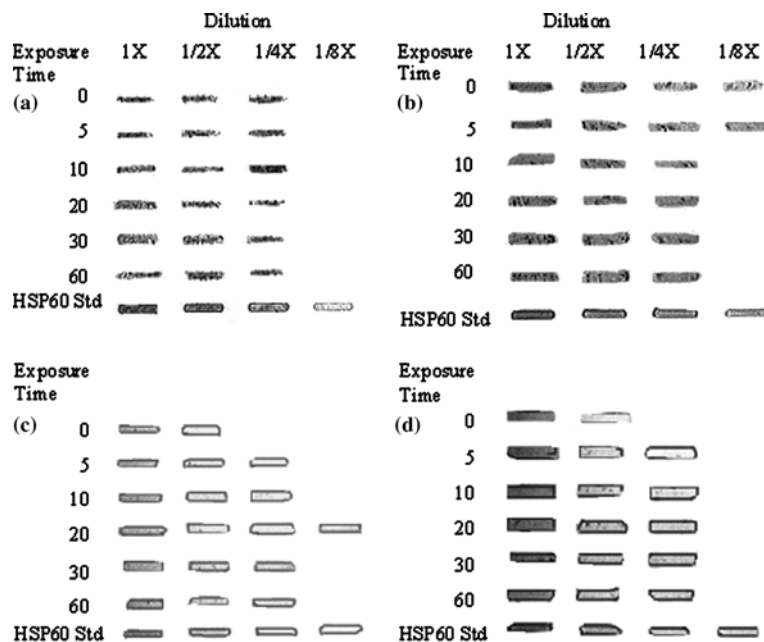 Dilution
Exposure Time 1X 1/2X 1/4X 1/8X
(a) 0
5
10
20
30
60
HSP60 Std
Dilution
Exposure Time 1X 1/2X 1/4X 1/8X
(b) 0
5
10
20
30
60
HSP60 Std
Exposure
Time
(c) 0
5
10
20
30
60
HSP60 Std
Exposure
Time
(d) 0
5
10
20
30
60
HSP60 Std